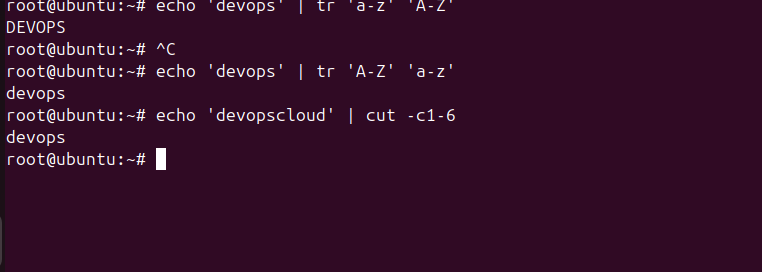 root@ubuntu:~# echo 'devops' | tr 'a-z' 'A-Z'
DEVOPS
root@ubuntu:~# ^C
root@ubuntu:~# echo 'devops' | tr 'A-Z' 'a-z'
devops
root@ubuntu:~# echo 'devopscloud' | cut -c1-6
devops
root@ubuntu:~#